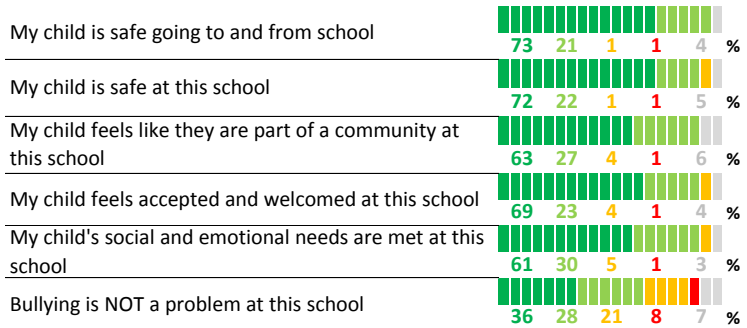 My child is safe going to and from school
73 21 1 1 4 %
My child is safe at this school
72 22 1 1 5 %
My child feels like they are part of a community at
this school
63 27 4 1 6 %
My child feels accepted and welcomed at this school
69 23 4 1 4 %
My child's social and emotional needs are met at this
school
61 30 5 1 3 %
Bullying is NOT a problem at this school
36 28 21 8 7 %